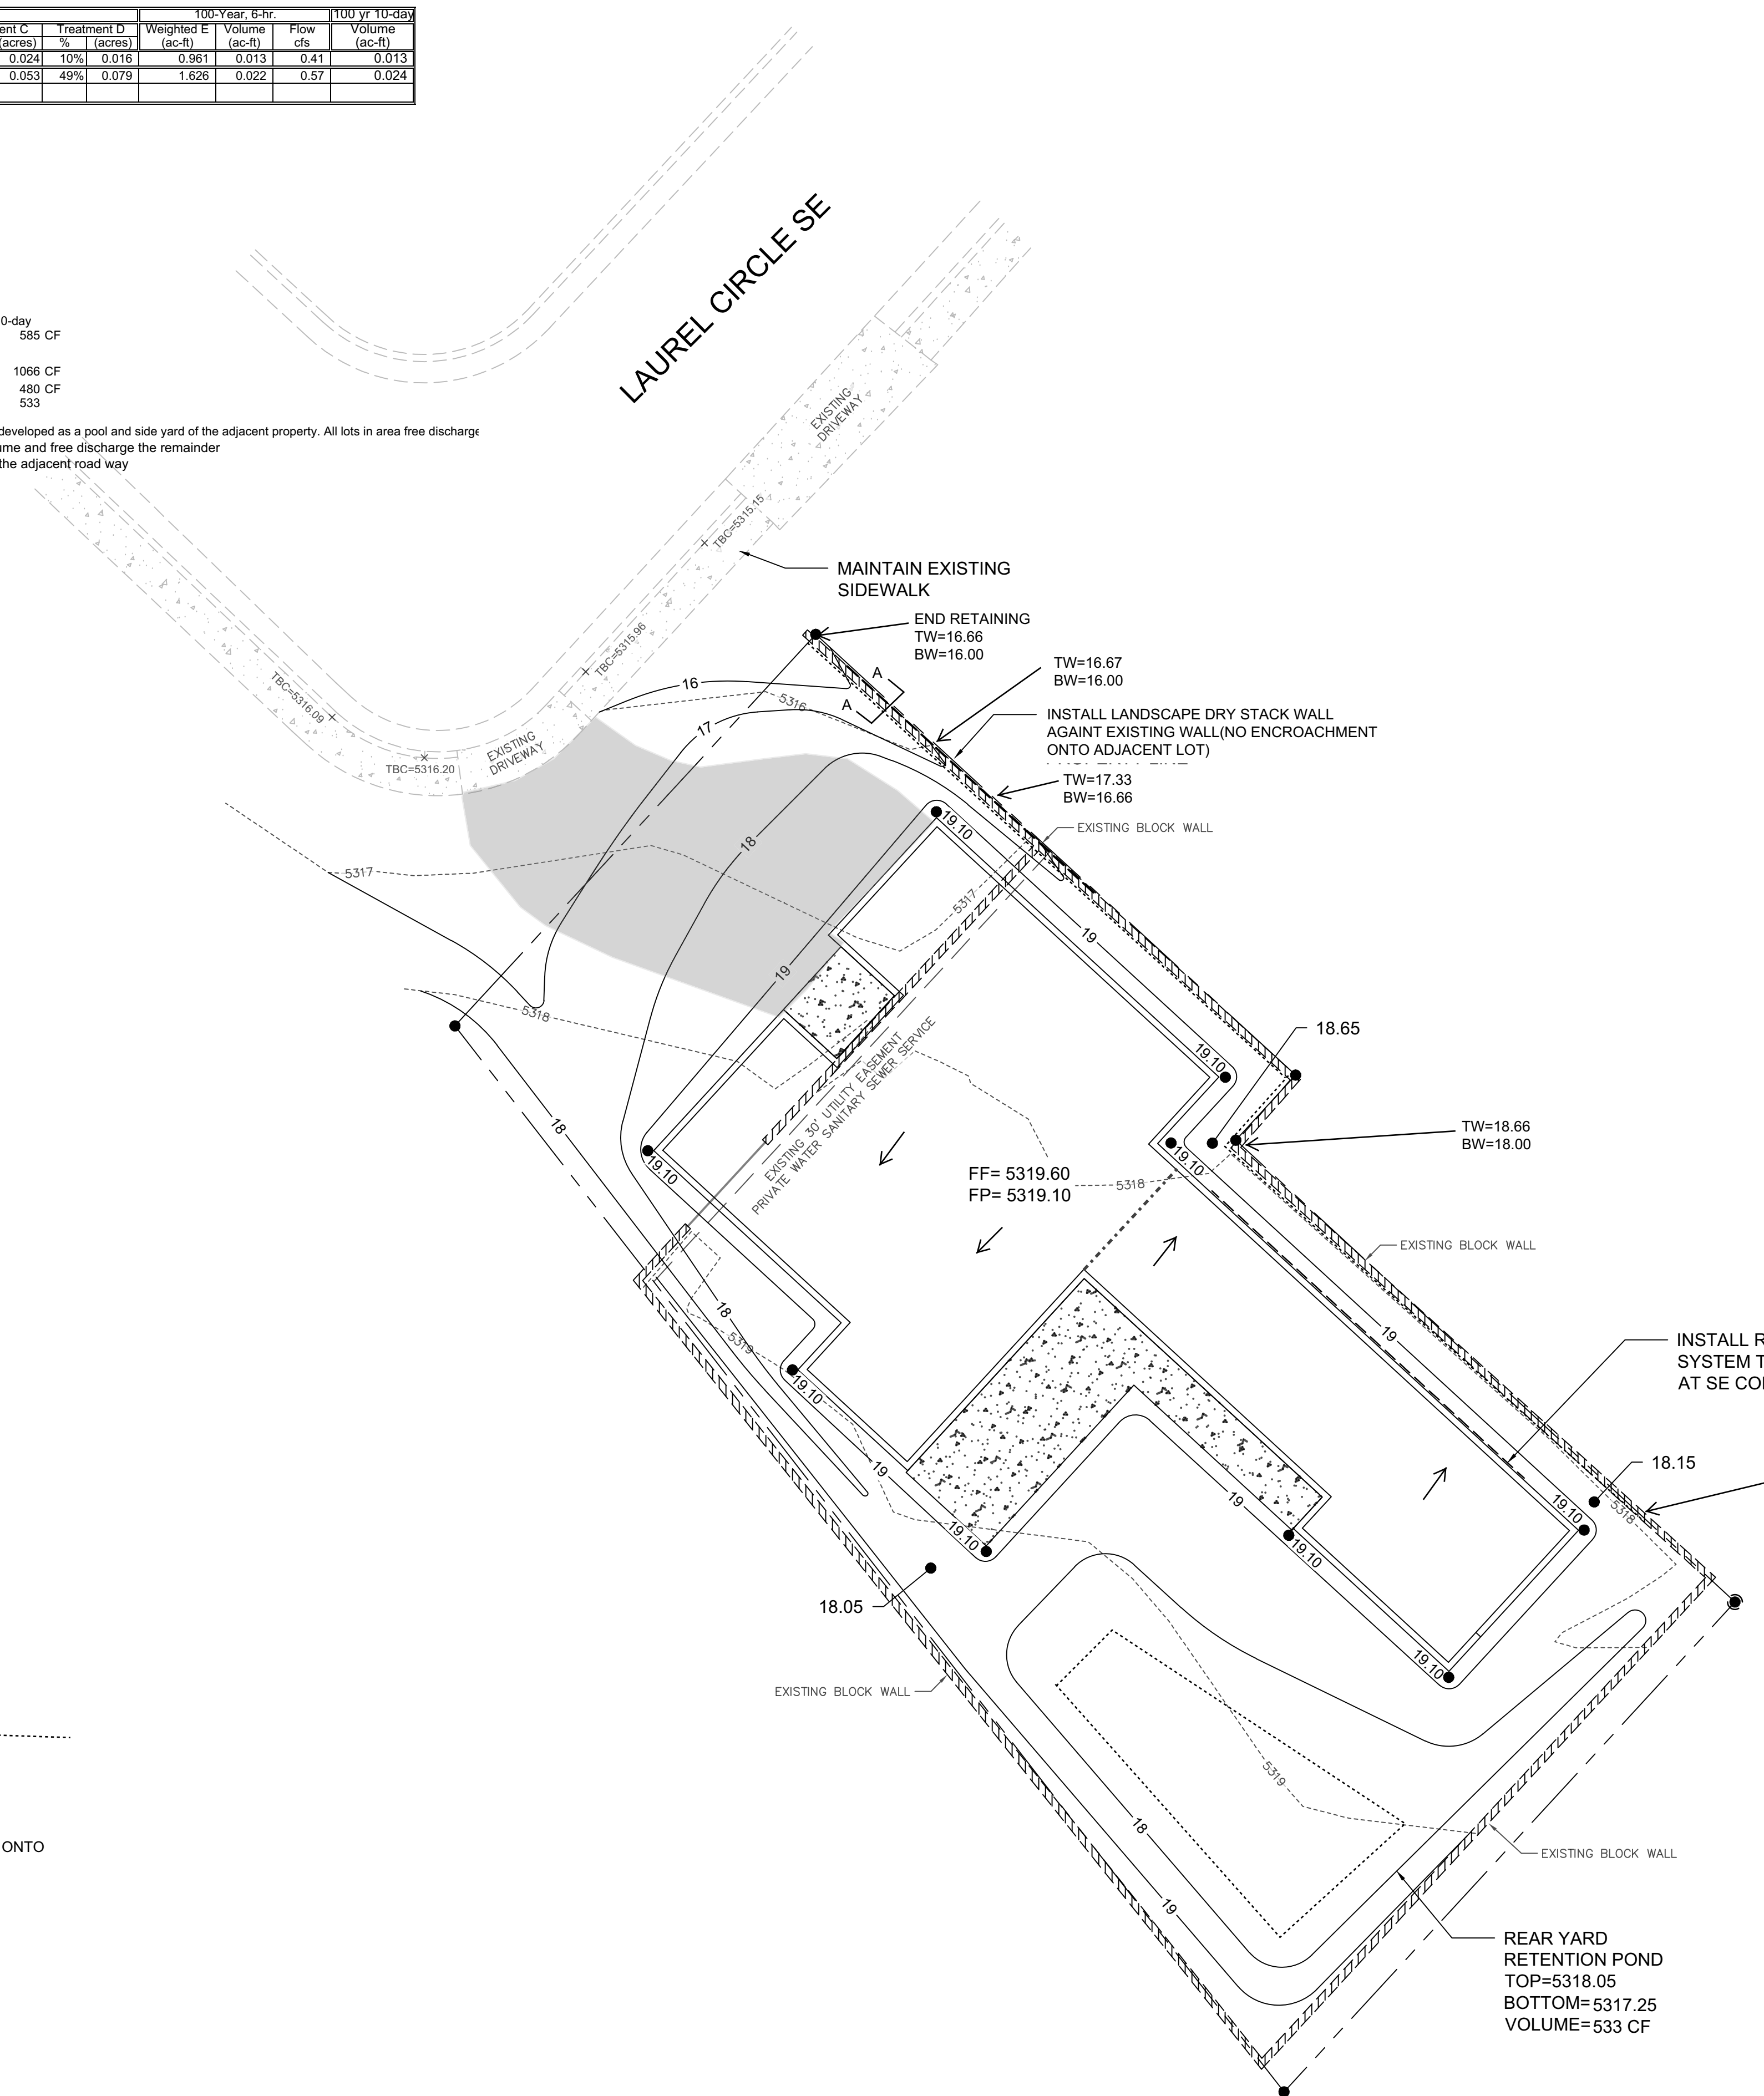 100-Year, 6-hr. 100 yr 10-day
ent C Treatment D Weighted E Volume Flow Volume
(acres) % (acres) (ac-ft) (ac-ft) cfs (ac-ft)
0.024 10% 0.016 0.961 0.013 0.41 0.013
0.053 49% 0.079 1.626 0.022 0.57 0.024
LAUREL CIRCLE SE
0-day
585 CF
1066 CF
480 CF
533
developed as a pool and side yard of the adjacent property. All lots in area free discharge
ume and free discharge the remainder
the adjacent road way
EXISTING
DRIVEWAY
TBC=5315.15
MAINTAIN EXISTING
SIDEWALK
END RETAINING
TW=16.66
BW=16.00
TBC=5315.96
TW=16.67
BW=16.00
A
A
16
5316
17
TBC=5316.09
INSTALL LANDSCAPE DRY STACK WALL
AGAINT EXISTING WALL(NO ENCROACHMENT
ONTO ADJACENT LOT)
TW=17.33
BW=16.66
EXISTING
DRIVEWAY
TBC=5316.20
19.10
EXISTING BLOCK WALL
18
5317
5317
19
19
5318
18.65
19.10
EXISTING 30' UTILITY EASEMENT
PRIVATE WATER SANITARY SEWER SERVICE
18
19.10
TW=18.66
BW=18.00
19.10
FF= 5319.60
FP= 5319.10
5318
EXISTING BLOCK WALL
18
5319
19
INSTALL R
SYSTEM T
AT SE CO
19.10
18.15
19
19
5318
19.10
19.10
19.10
18.05
19.10
EXISTING BLOCK WALL
5319
18
ONTO
EXISTING BLOCK WALL
19
REAR YARD
RETENTION POND
TOP=5318.05
BOTTOM=5317.25
VOLUME=533 CF